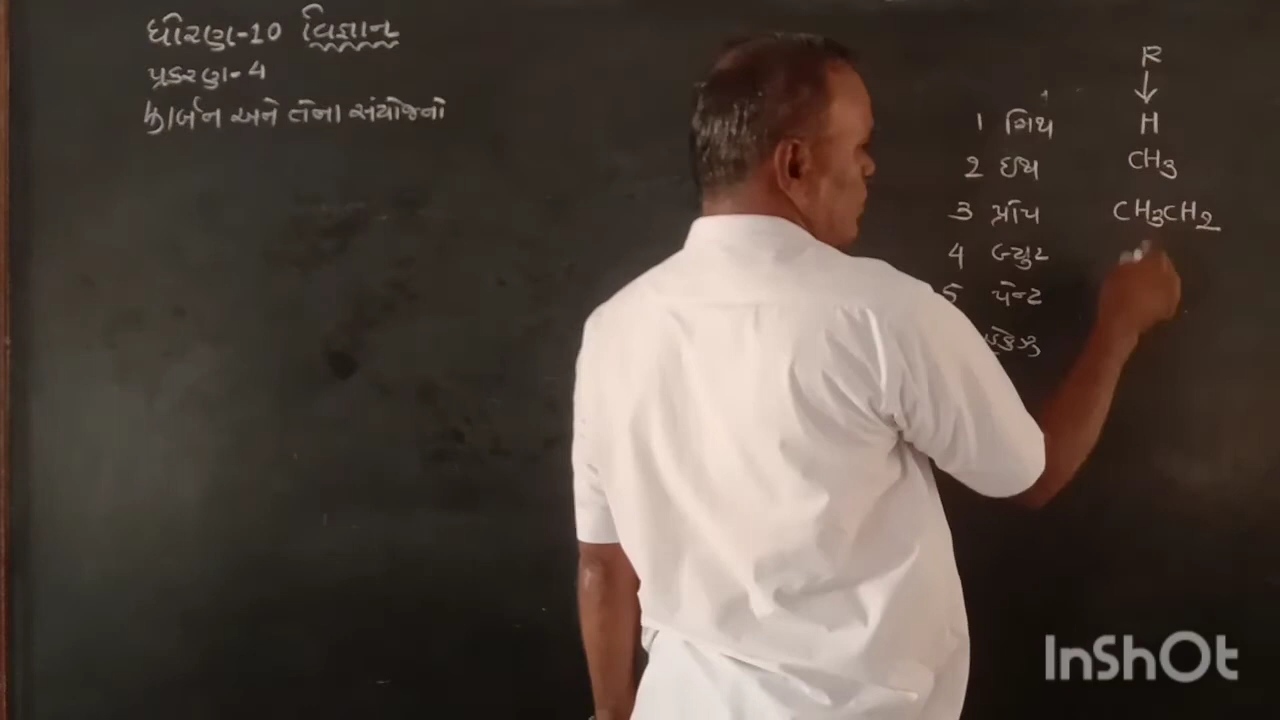 ધોરણ-10 વિજ્ઞાન
પ્રકરણ-4
કાર્બન અને તેના સંયોજનો
R
↓
1 મિથ H
2 ઇથ CH3
3 પ્રોપ CH3CH2
4 બ્યુટ
5 પેન્ટ
હેક્ઝ
InShOt